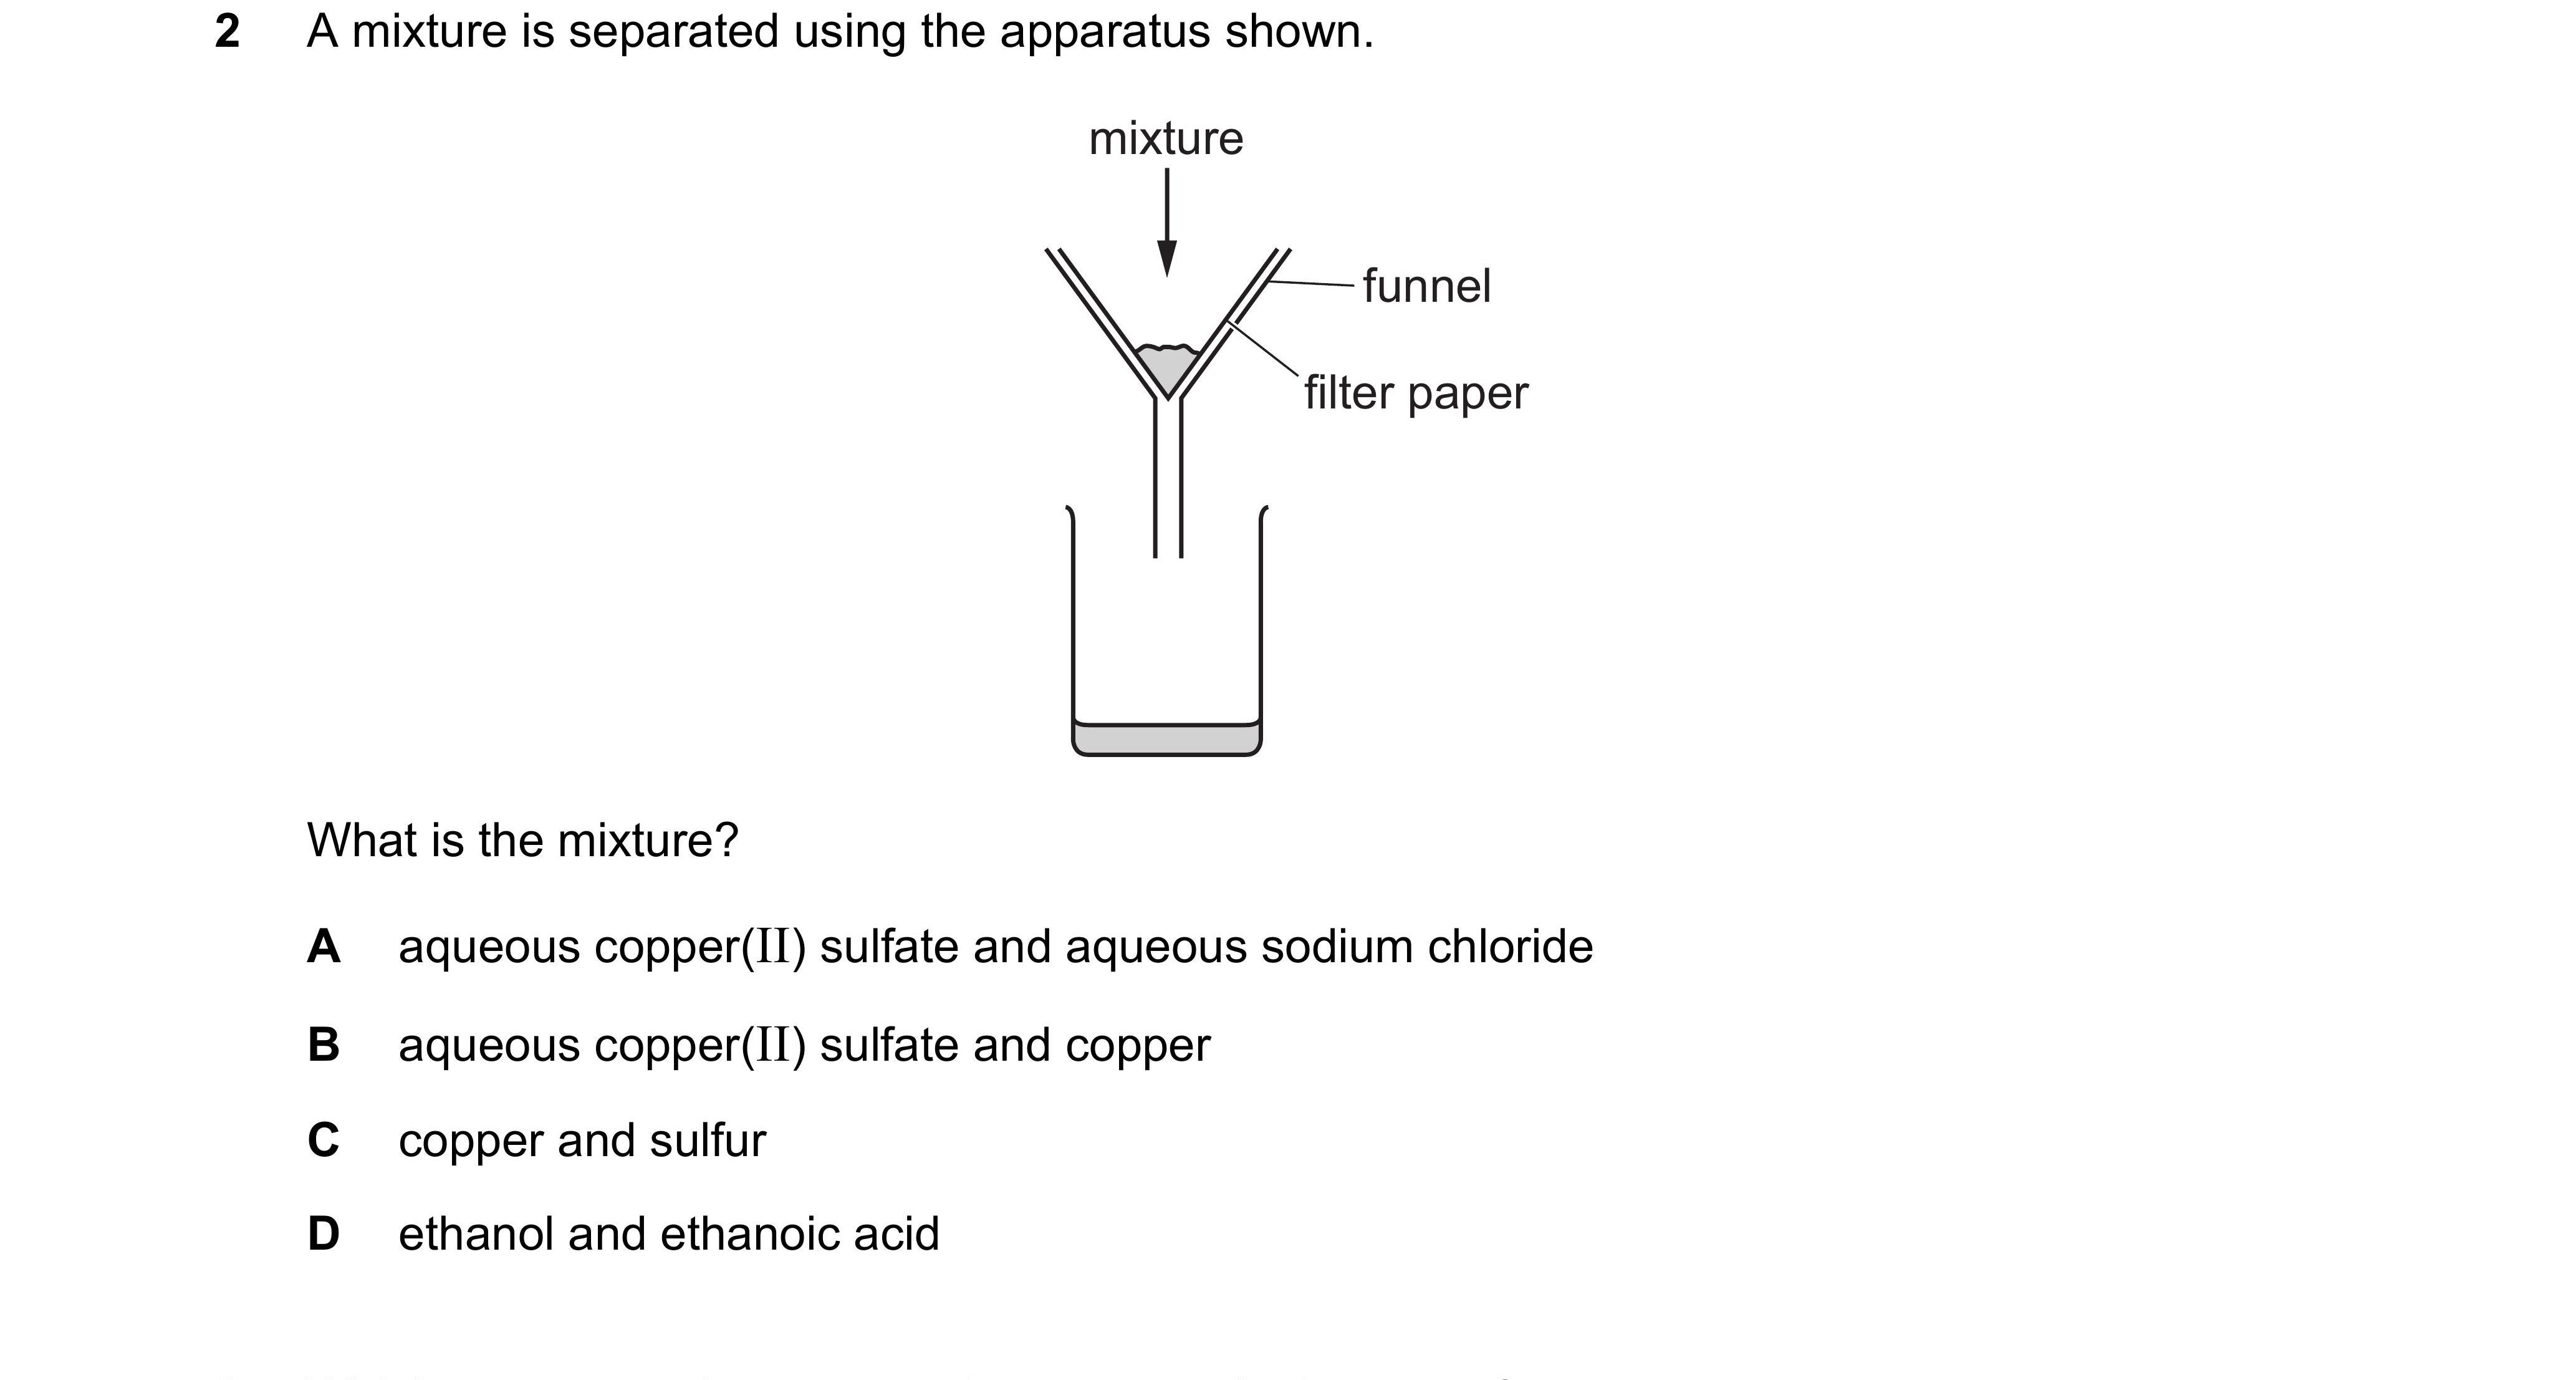 2 A mixture is separated using the apparatus shown.
mixture
funnel
filter paper
What is the mixture?
A aqueous copper(II) sulfate and aqueous sodium chloride
B aqueous copper(II) sulfate and copper
C copper and sulfur
D ethanol and ethanoic acid